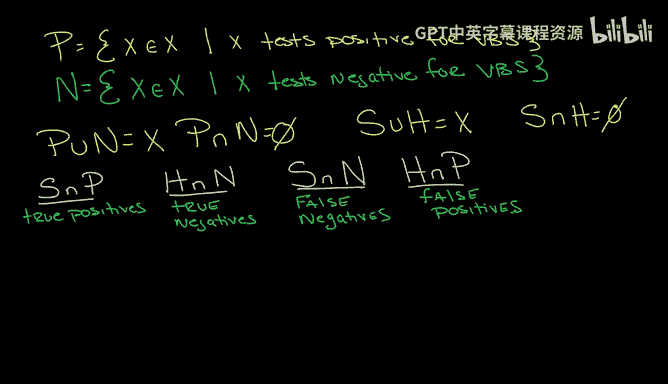 GPT中英字幕课程资源 bilibili
P={ x ∈ X | x tests positive for VBS}
N={ x ∈ X | x tests negative for VBS}
P∪N=X P∩N=∅ S∪H=X S∩H=∅
S∩P H∩N S∩N H∩P
true positives TRUE negatives FALSE Negatives FALSE positives